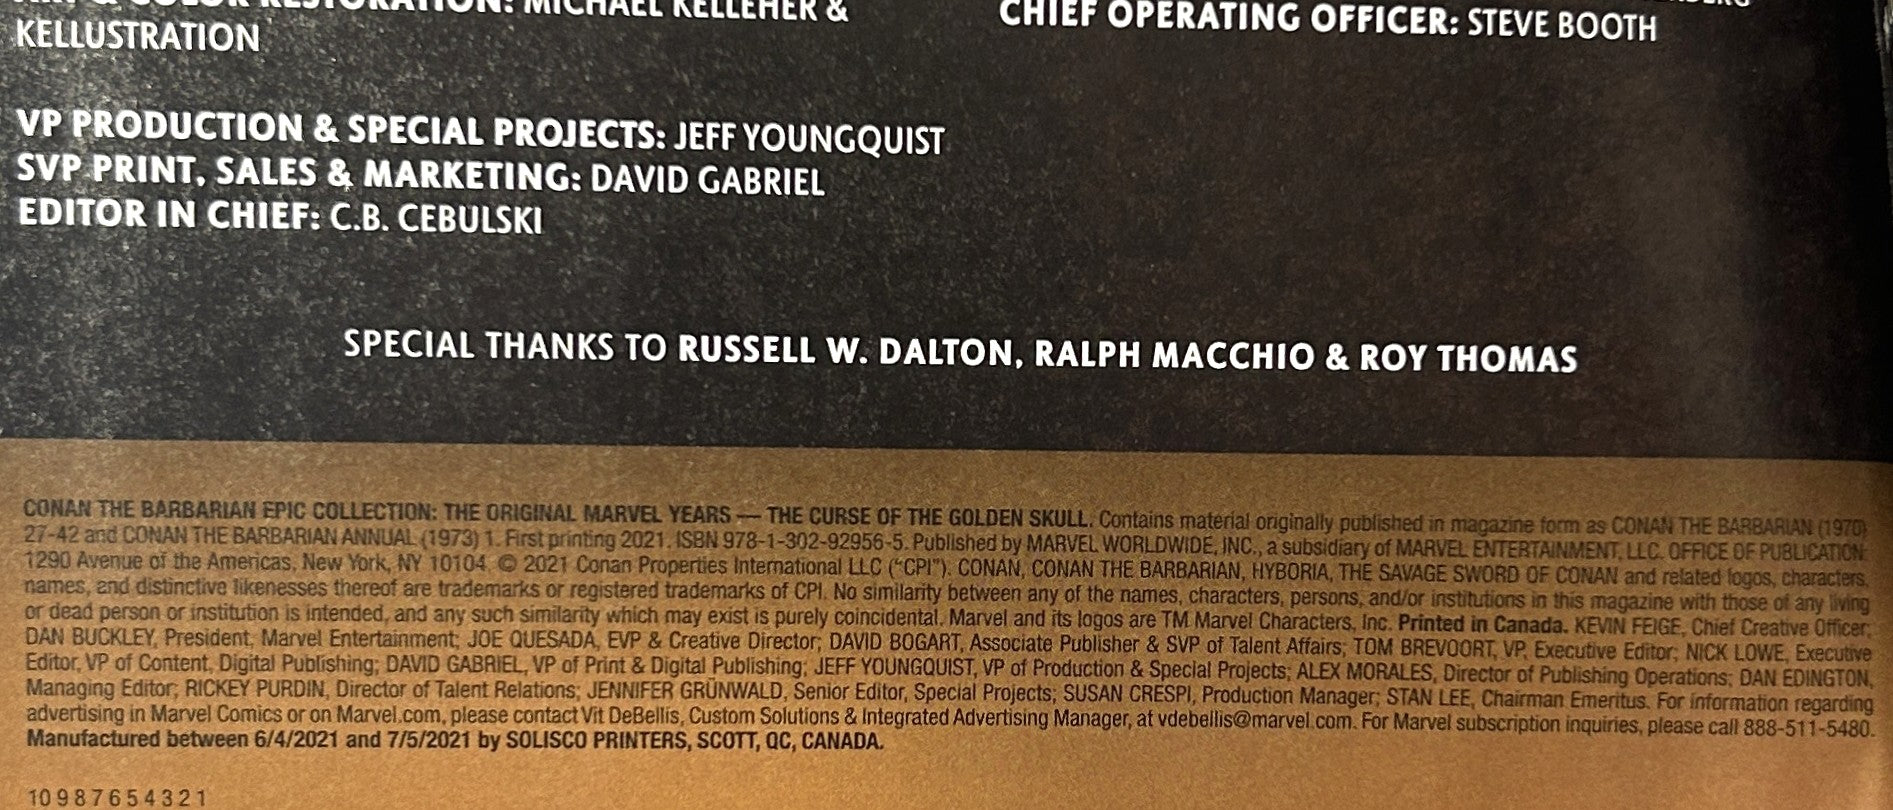 RESTORATION: MICHAEL KELLEHER &
KELLUSTRATION
CHIEF OPERATING OFFICER: STEVE BOOTH
VP PRODUCTION & SPECIAL PROJECTS: JEFF YOUNGQUIST
SVP PRINT, SALES & MARKETING: DAVID GABRIEL
EDITOR IN CHIEF: C.B. CEBULSKI
SPECIAL THANKS TO RUSSELL W. DALTON, RALPH MACCHIO & ROY THOMAS
CONAN THE BARBARIAN EPIC COLLECTION: THE ORIGINAL MARVEL YEARS — THE CURSE OF THE GOLDEN SKULL. Contains material originally published in magazine form as CONAN THE BARBARIAN (1970)
27-42 and CONAN THE BARBARIAN ANNUAL (1973) 1. First printing 2021. ISBN 978-1-302-92956-5. Published by MARVEL WORLDWIDE, INC., a subsidiary of MARVEL ENTERTAINMENT, LLC. OFFICE OF PUBLICATION:
1290 Avenue of the Americas, New York, NY 10104. © 2021 Conan Properties International LLC ("CPI"). CONAN, CONAN THE BARBARIAN, HYBORIA, THE SAVAGE SWORD OF CONAN and related logos, characters,
names, and distinctive likenesses thereof are trademarks or registered trademarks of CPI. No similarity between any of the names, characters, persons, and/or institutions in this magazine with those of any living
or dead person or institution is intended, and any such similarity which may exist is purely coincidental. Marvel and its logos are TM Marvel Characters, Inc. Printed in Canada. KEVIN FEIGE, Chief Creative Officer;
DAN BUCKLEY, President, Marvel Entertainment; JOE QUESADA, EVP & Creative Director; DAVID BOGART, Associate Publisher & SVP of Talent Affairs; TOM BREVOORT, VP, Executive Editor; NICK LOWE, Executive
Editor, VP of Content, Digital Publishing; DAVID GABRIEL, VP of Print & Digital Publishing; JEFF YOUNGQUIST, VP of Production & Special Projects; ALEX MORALES, Director of Publishing Operations; DAN EDINGTON,
Managing Editor; RICKEY PURDIN, Director of Talent Relations; JENNIFER GRÜNWALD, Senior Editor, Special Projects; SUSAN CRESPI, Production Manager; STAN LEE, Chairman Emeritus. For information regarding
advertising in Marvel Comics or on Marvel.com, please contact Vit DeBellis, Custom Solutions & Integrated Advertising Manager, at vdebellis@marvel.com. For Marvel subscription inquiries, please call 888-511-5480.
Manufactured between 6/4/2021 and 7/5/2021 by SOLISCO PRINTERS, SCOTT, QC, CANADA.
10 9 8 7 6 5 4 3 2 1